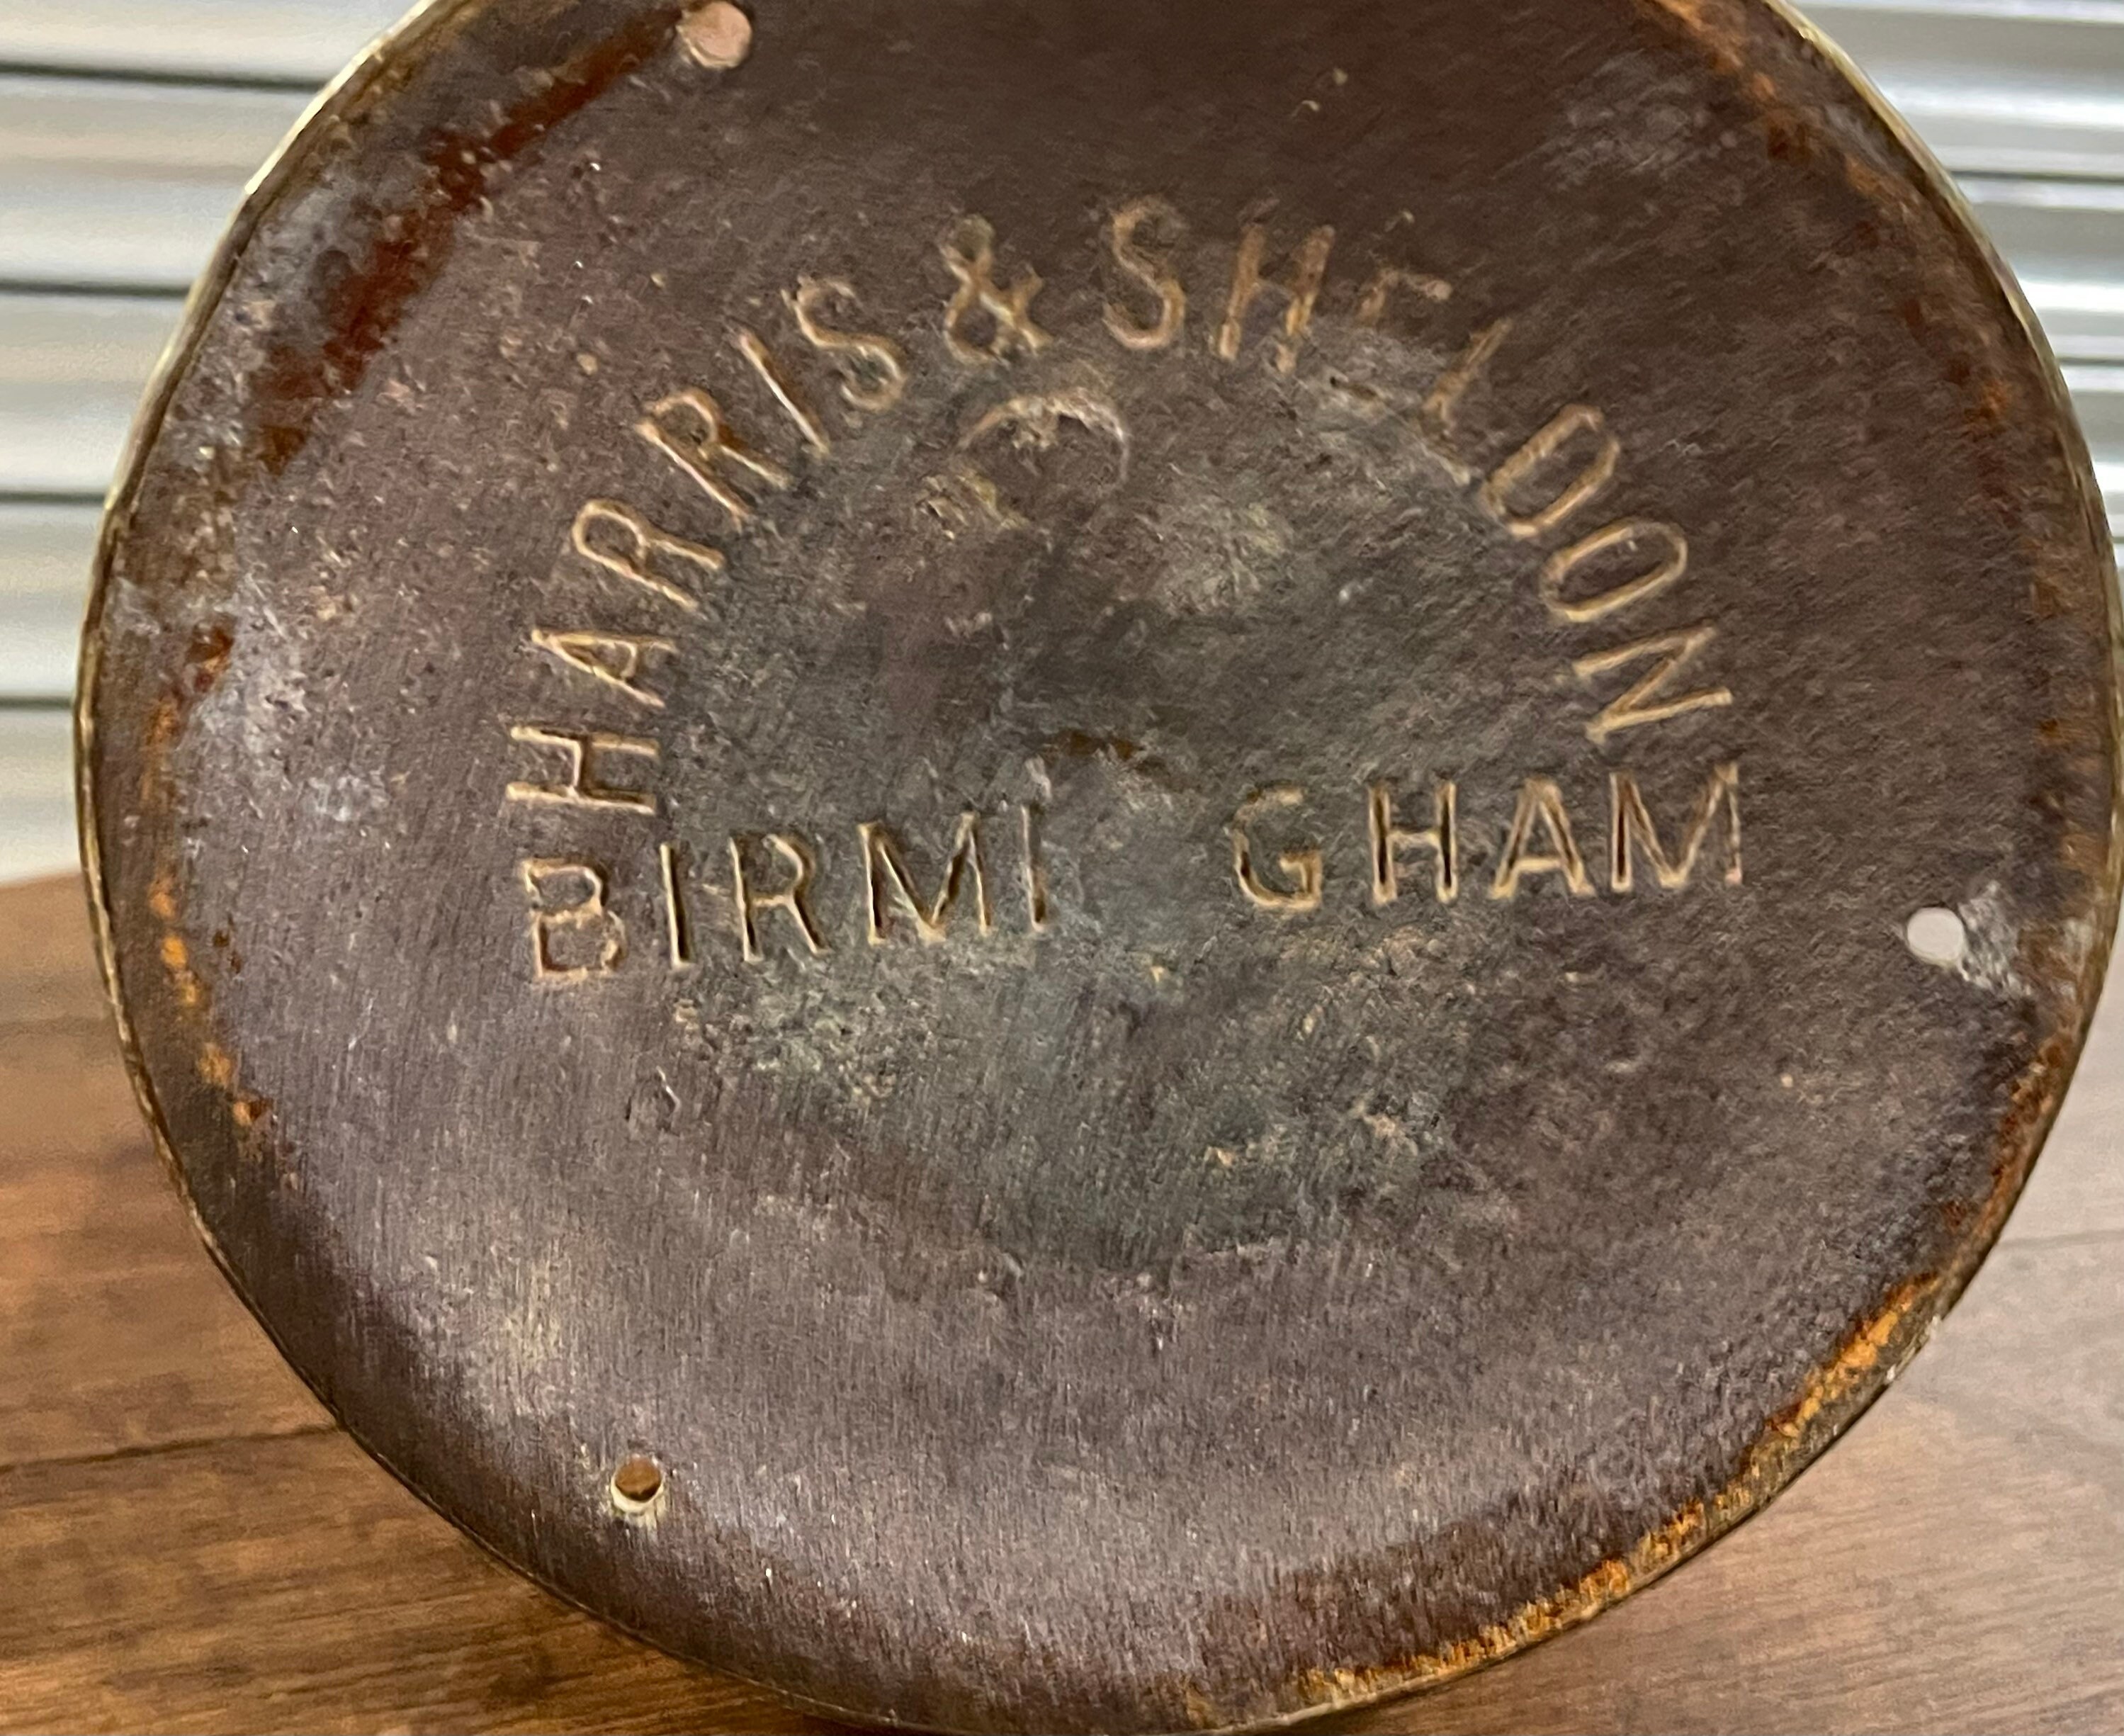 HARRIS & SHELDON
BIRMI GHAM